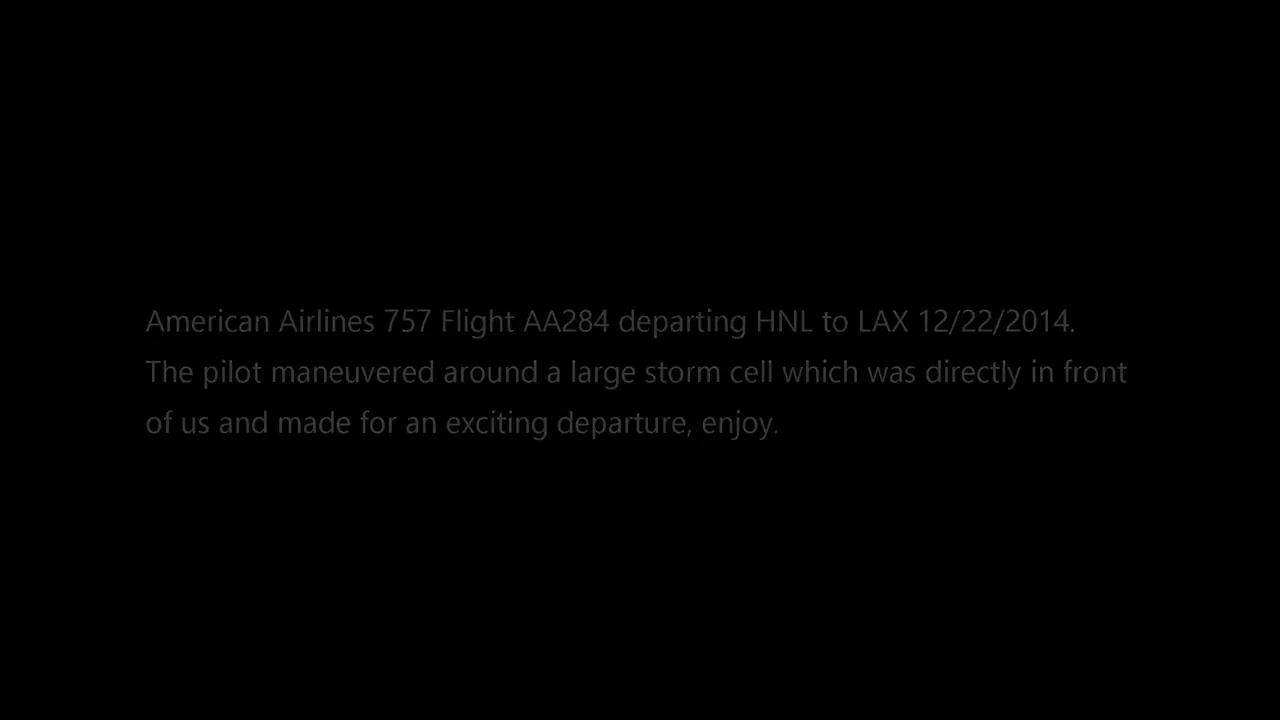 American Airlines 757 Flight AA284 departing HNL to LAX 12/22/2014.
The pilot maneuvered around a large storm cell which was directly in front
of us and made for an exciting departure, enjoy.